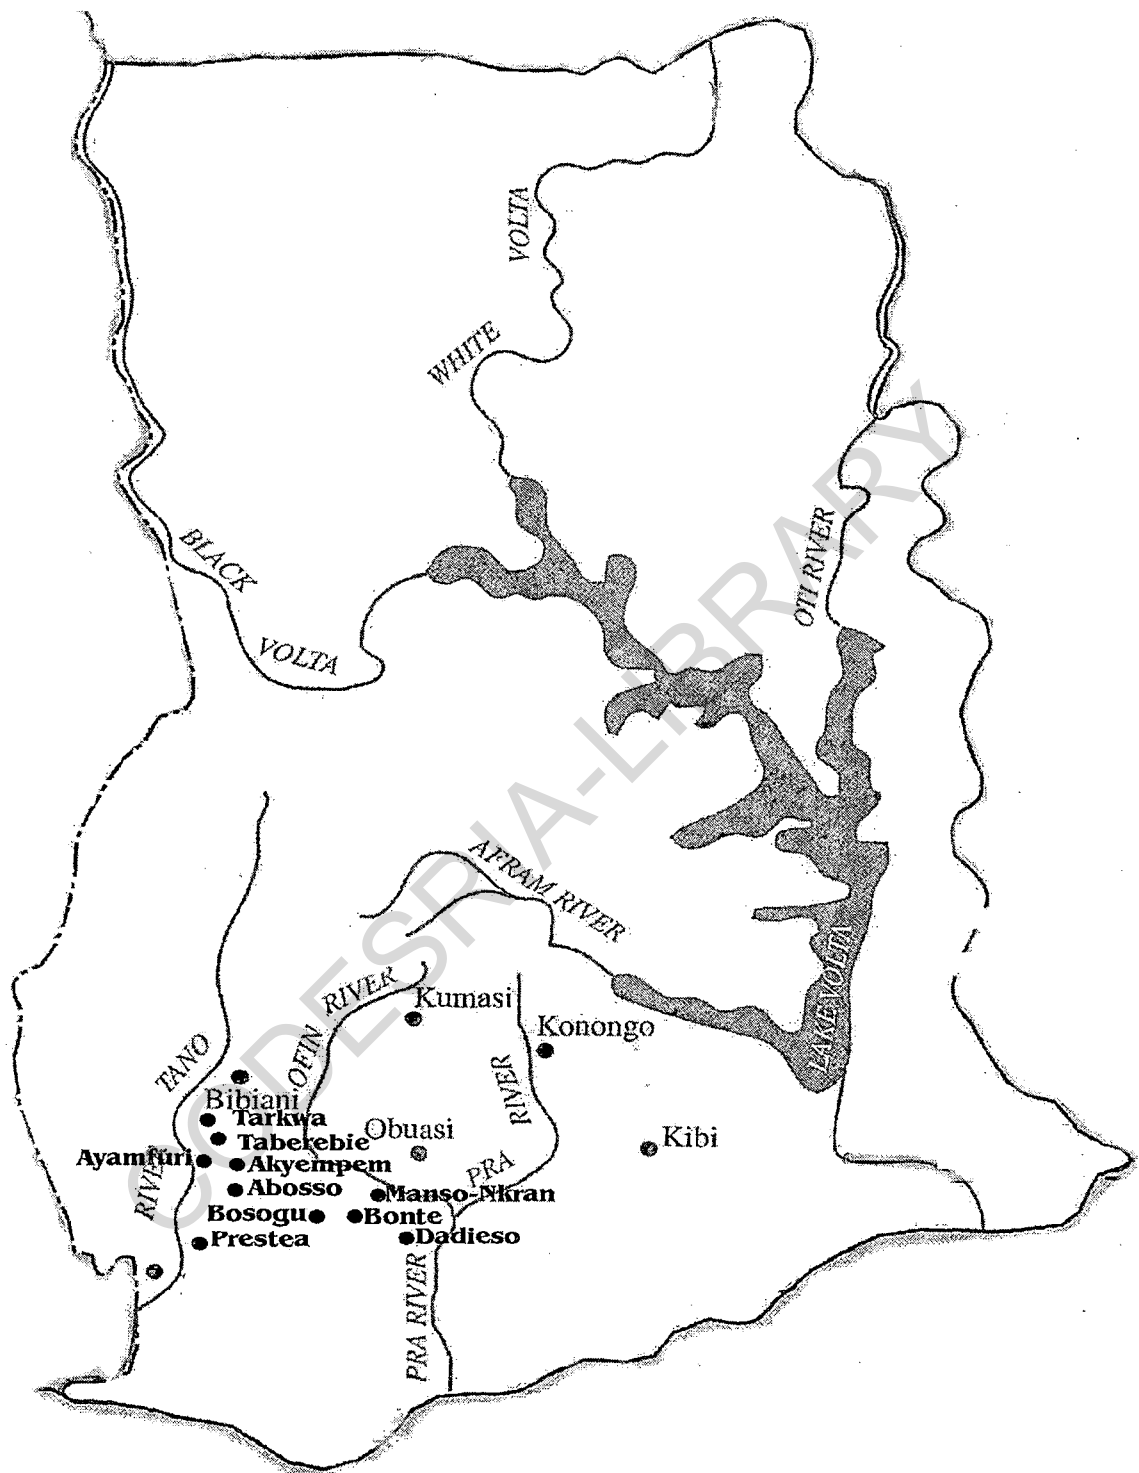 VOLTA
WHITE
BLACK
VOLTA
OTI RIVER
AFRAM RIVER
LAKE VOLTA
TANO
RIVER
OFIN RIVER
Kumasi
Konongo
RIVER
PRA
Bibiani
Tarkwa
Taberebie
Obuasi
Kibi
Ayamfuri
Akyempem
Abosso
Manso-Nkran
Bosogu
Bonte
Prestea
Dadieso
PRA RIVER
CODESRIA-LIBRARY